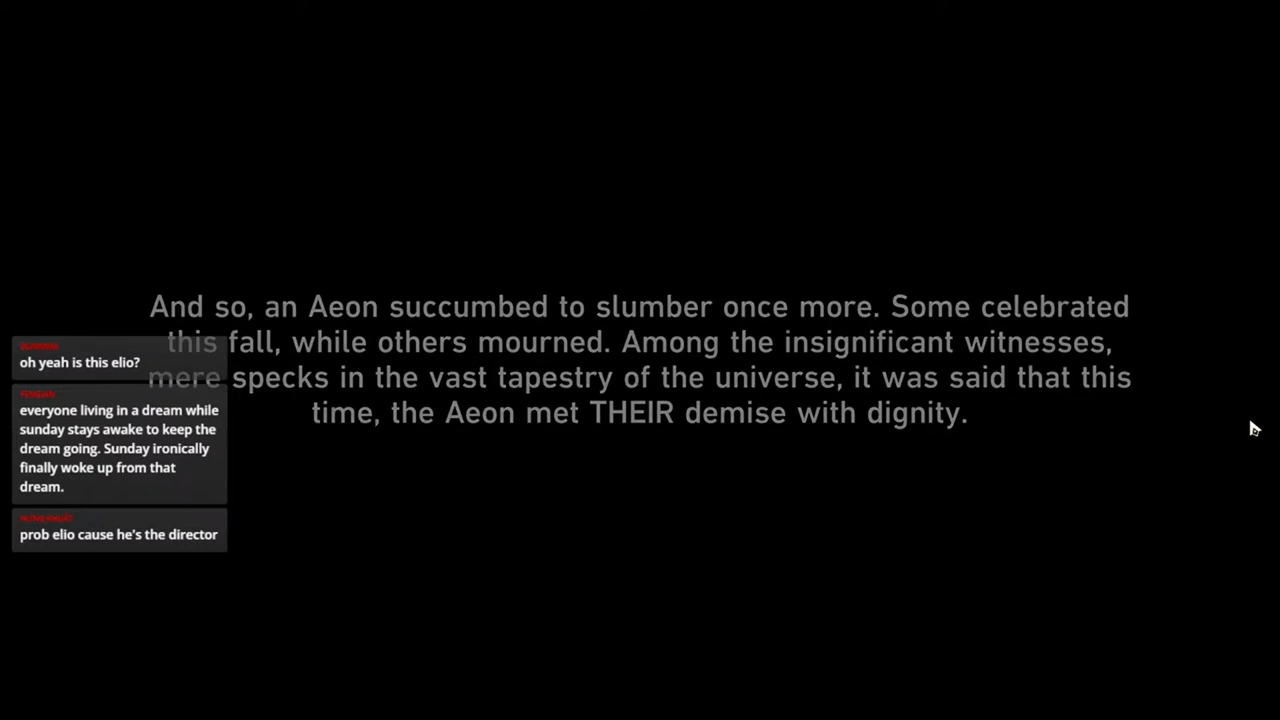 And so, an Aeon succumbed to slumber once more. Some celebrated
this fall, while others mourned. Among the insignificant witnesses,
mere specks in the vast tapestry of the universe, it was said that this
time, the Aeon met THEIR demise with dignity.
oh yeah is this elio?
everyone living in a dream while
sunday stays awake to keep the
dream going. Sunday ironically
finally woke up from that
dream.
prob elio cause he's the director